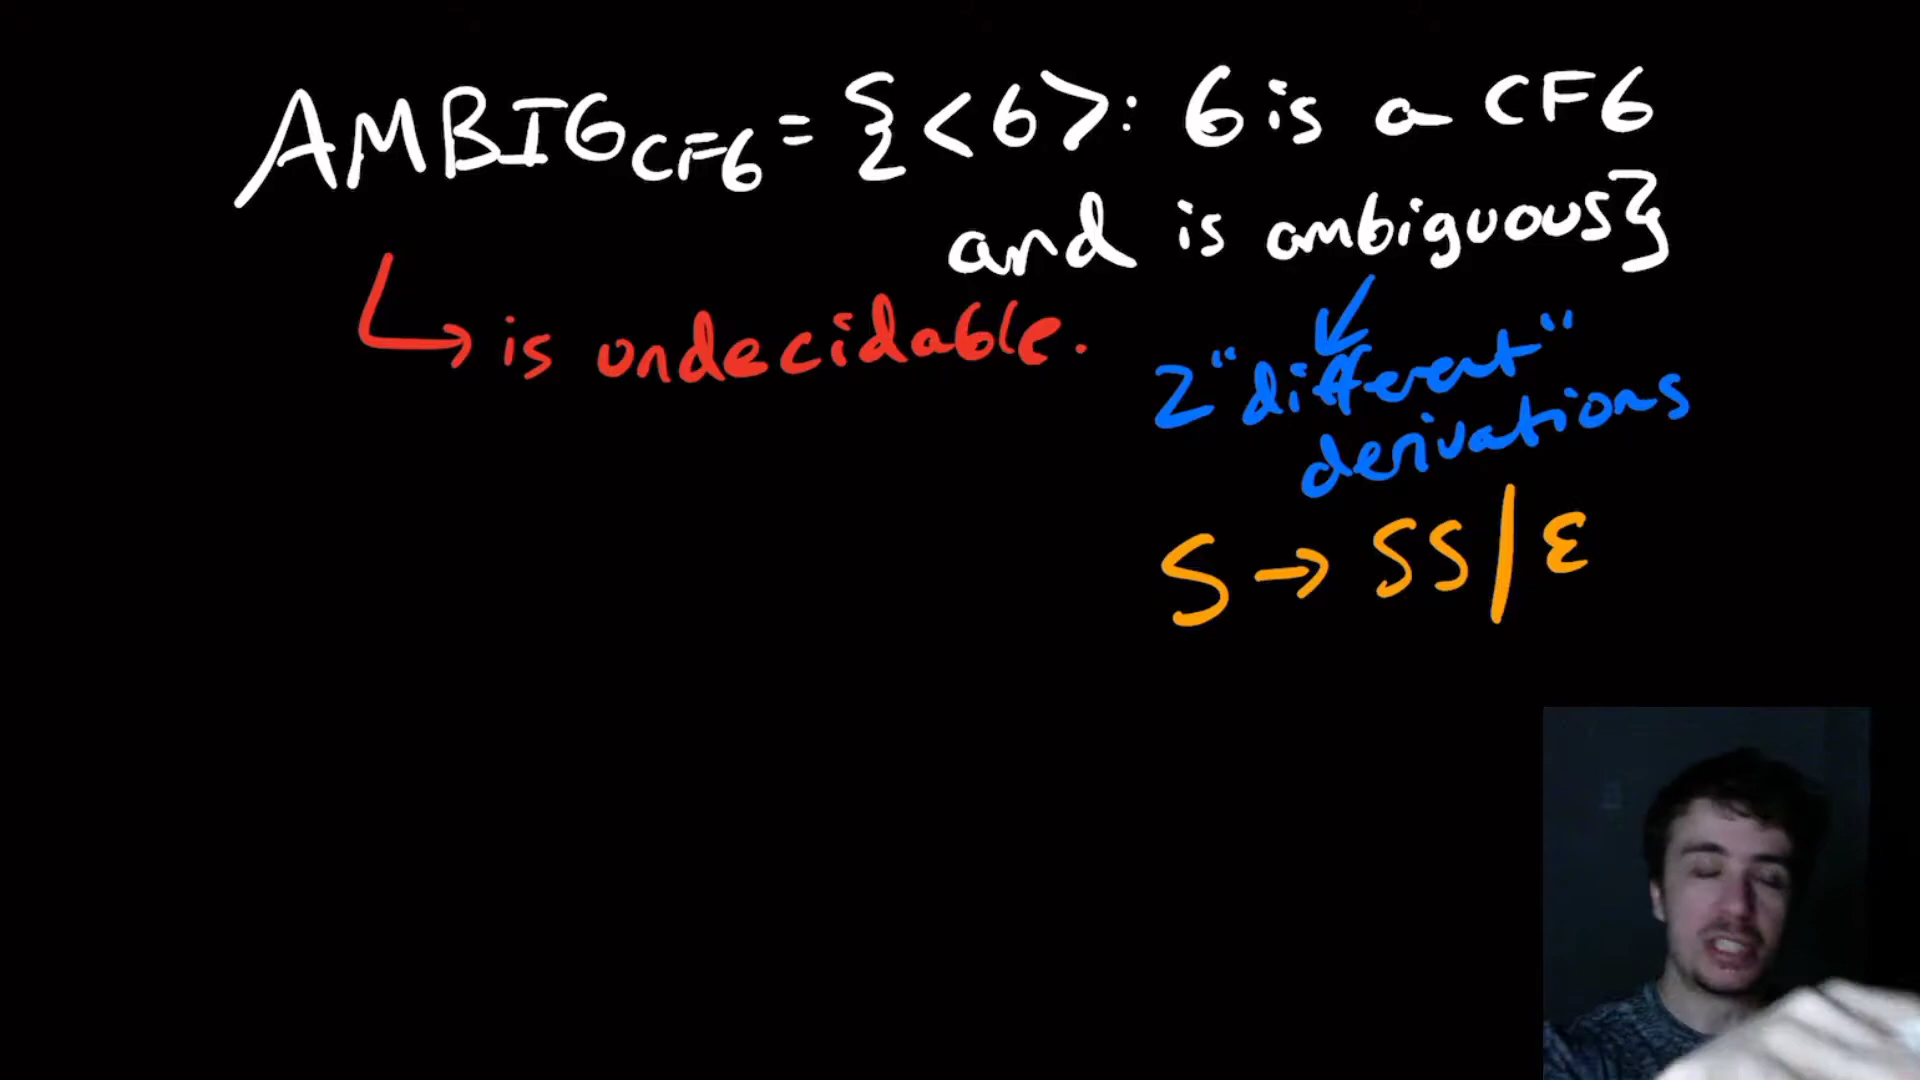 AMBIG_CFG = {<G>: G is a CFG
and is ambiguous}
↳ is undecidable.
2 "different"
derivations
S → SS | ε